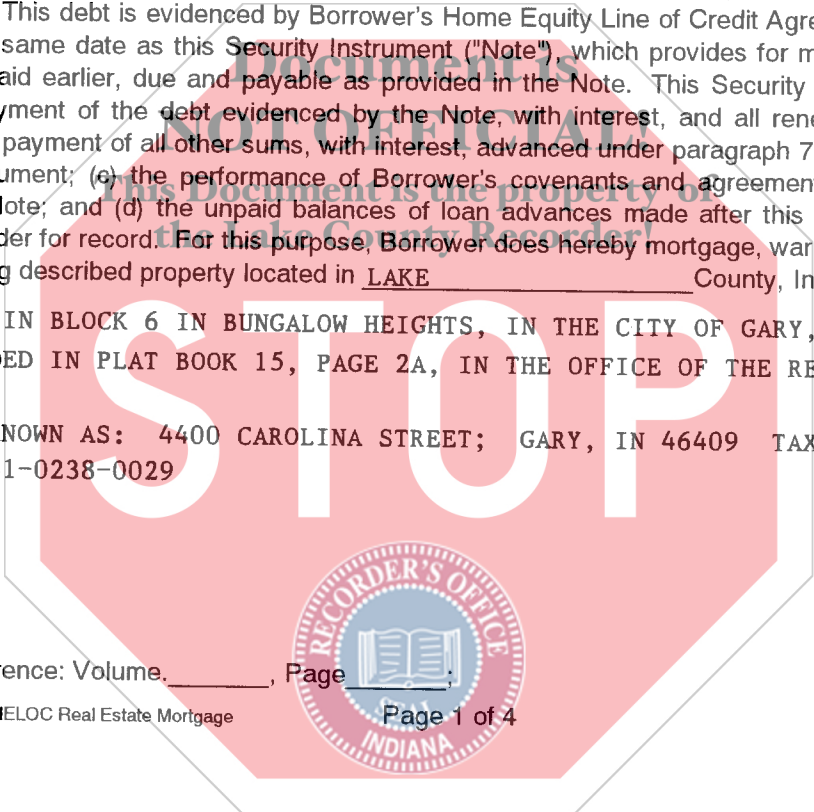 This debt is evidenced by Borrower's Home Equity Line of Credit Agre
same date as this Security Instrument ("Note"), which provides for m
aid earlier, due and payable as provided in the Note. This Security
yment of the debt evidenced by the Note, with interest, and all rene
payment of all other sums, with interest, advanced under paragraph 7
ument; (c) the performance of Borrower's covenants and agreemen
lote; and (d) the unpaid balances of loan advances made after this
der for record. For this purpose, Borrower does hereby mortgage, war
g described property located in LAKE County, In
Document is
NOT OFFICIAL!
This Document is the property of
the Lake County Recorder!
IN BLOCK 6 IN BUNGALOW HEIGHTS, IN THE CITY OF GARY,
ED IN PLAT BOOK 15, PAGE 2A, IN THE OFFICE OF THE RE
NOWN AS: 4400 CAROLINA STREET; GARY, IN 46409 TAX
1-0238-0029
STOP
RECORDER'S OFFICE
SEAL
INDIANA
ence: Volume.________, Page________;
ELOC Real Estate Mortgage Page 1 of 4